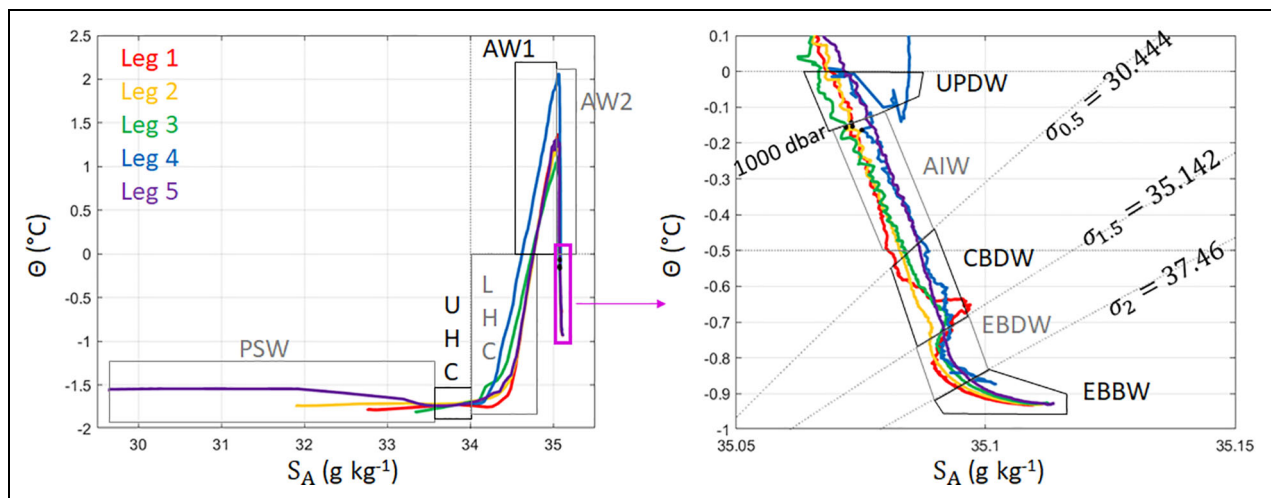 2.5
2
1.5
1
0.5
0
-0.5
-1
-1.5
-2
Θ (°C)
30
31
32
33
34
35
S_A (g kg⁻¹)
Leg 1
Leg 2
Leg 3
Leg 4
Leg 5
AW1
AW2
PSW
U
H
C
L
H
C
0.1
0
-0.1
-0.2
-0.3
-0.4
-0.5
-0.6
-0.7
-0.8
-0.9
-1
Θ (°C)
35.05
35.1
35.15
S_A (g kg⁻¹)
UPDW
1000 dbar
AIW
CBDW
EBDW
EBBW
σ₀.₅ = 30.444
σ₁.₅ = 35.142
σ₂ = 37.46